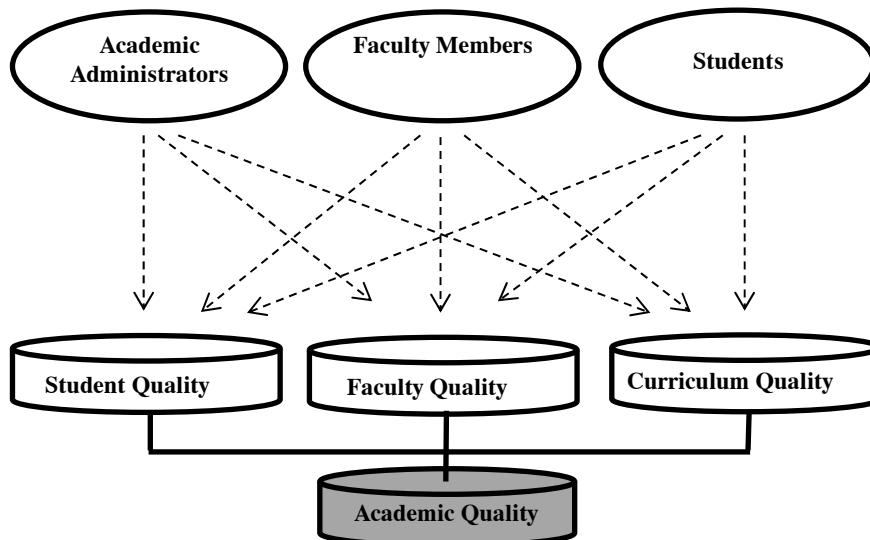 Academic
Administrators
Faculty Members
Students
Student Quality
Faculty Quality
Curriculum Quality
Academic Quality